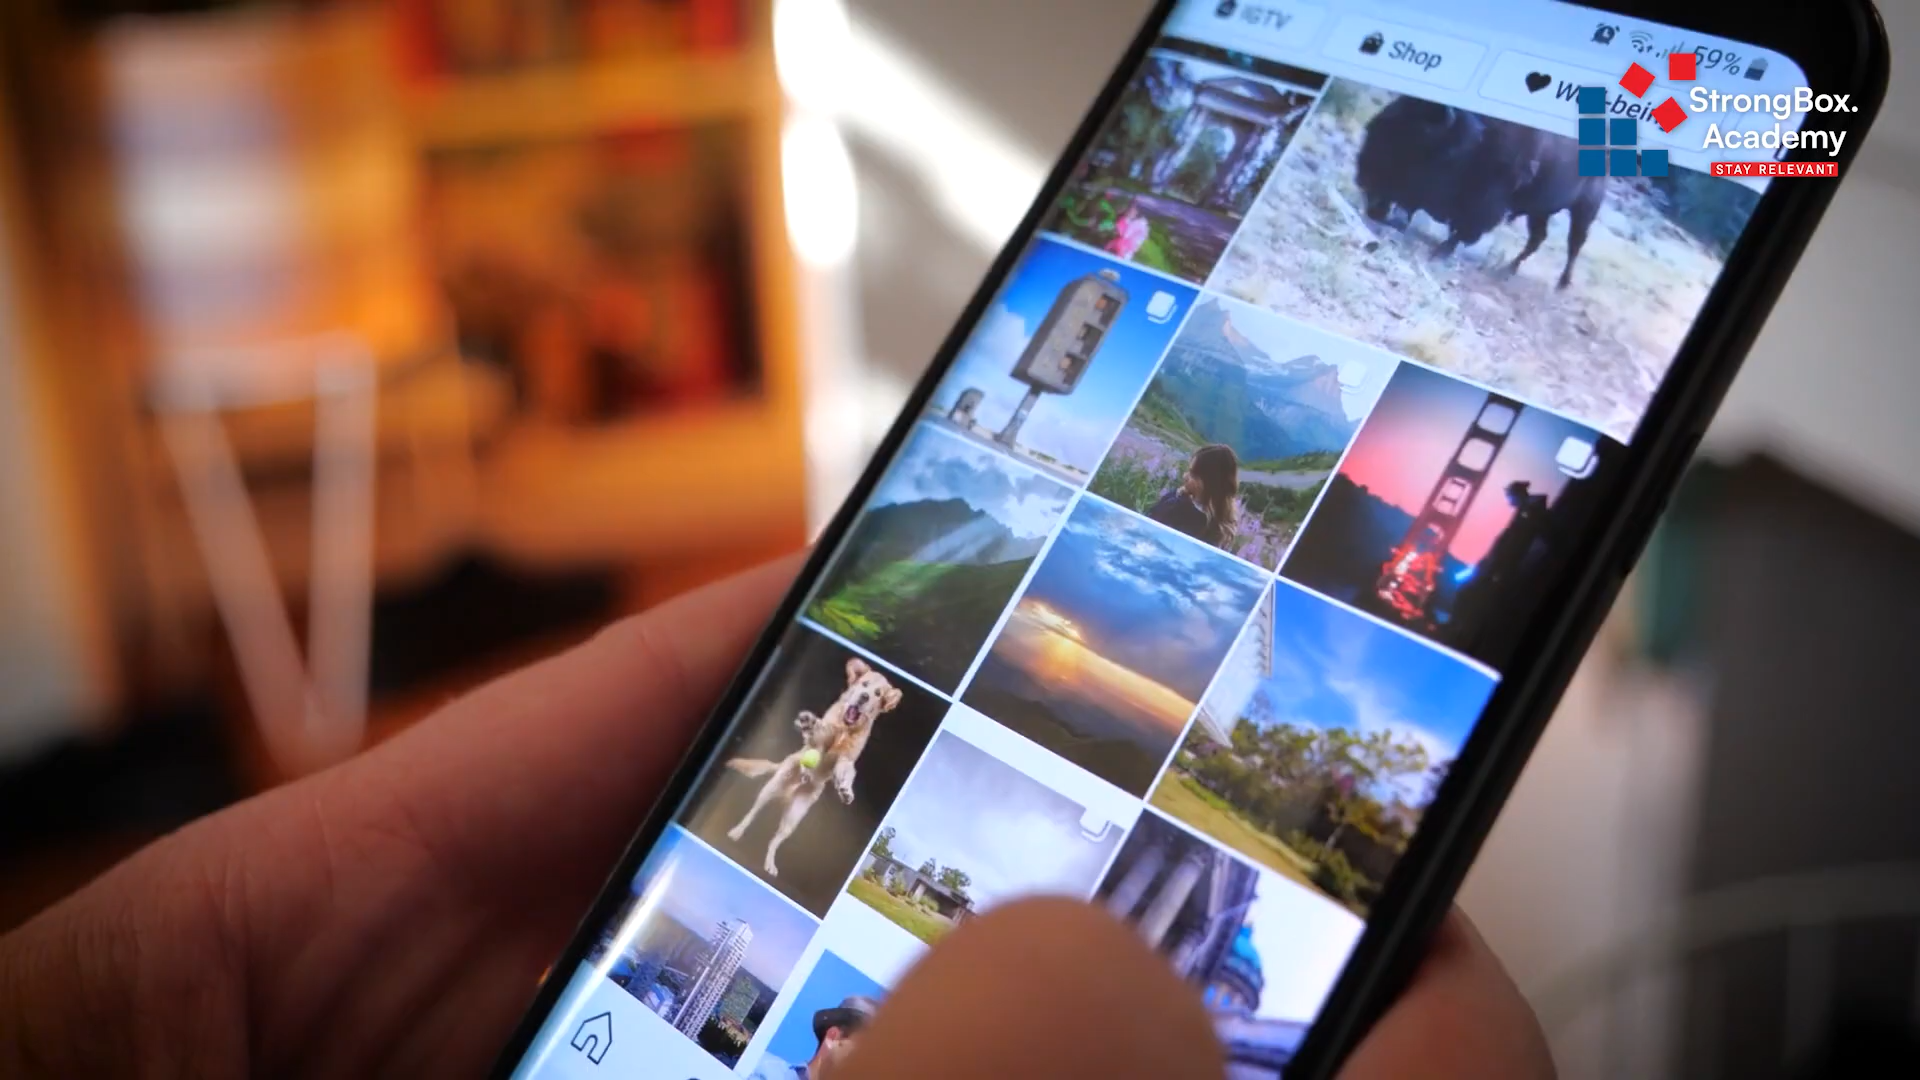 IGTV
Shop
59%
StrongBox.
Academy
STAY RELEVANT